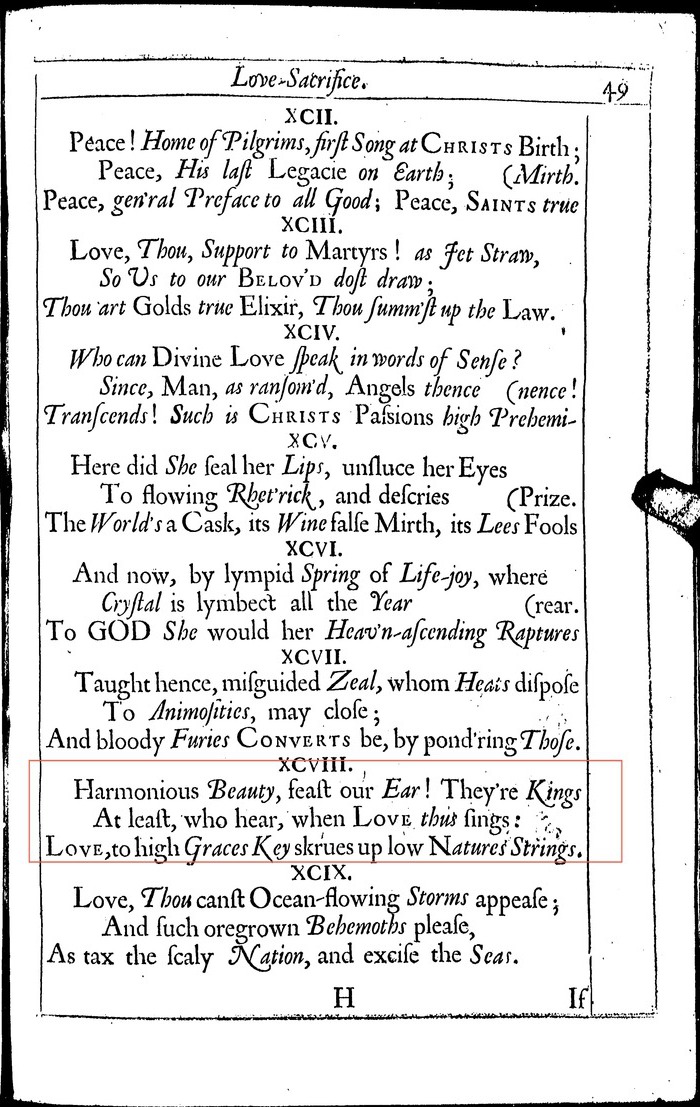 Love-Sacrifice.
49
XCII.
Peace! Home of Pilgrims, firſt Song at CHRISTS Birth;
Peace, His laſt Legacie on Earth; (Mirth.
Peace, gen'ral Preface to all Good; Peace, SAINTS true
XCIII.
Love, Thou, Support to Martyrs! as Jet Straw,
So Us to our BELOV'D doſt draw;
Thou art Golds true Elixir, Thou ſumm'ſt up the Law.
XCIV.
Who can Divine Love ſpeak in words of Senſe?
Since, Man, as ranſom'd, Angels thence (nence!
Tranſcends! Such is CHRISTS Paſsions high Prehemi-
XCV.
Here did She ſeal her Lips, unſluce her Eyes
To flowing Rhet'rick, and deſcries (Prize.
The World's a Cask, its Wine falſe Mirth, its Lees Fools
XCVI.
And now, by lympid Spring of Life-joy, where
Cryſtal is lymbect all the Year (rear.
To GOD She would her Heav'n-aſcending Raptures
XCVII.
Taught hence, miſguided Zeal, whom Heats diſpoſe
To Animoſities, may cloſe;
And bloody Furies CONVERTS be, by pond'ring Thoſe.
XCVIII.
Harmonious Beauty, feaſt our Ear! They're Kings
At leaſt, who hear, when LOVE thus ſings:
LOVE, to high Graces Key skrues up low Natures Strings.
XCIX.
Love, Thou canſt Ocean-flowing Storms appeaſe;
And ſuch oregrown Behemoths pleaſe,
As tax the ſcaly Nation, and exciſe the Seas.
H
If